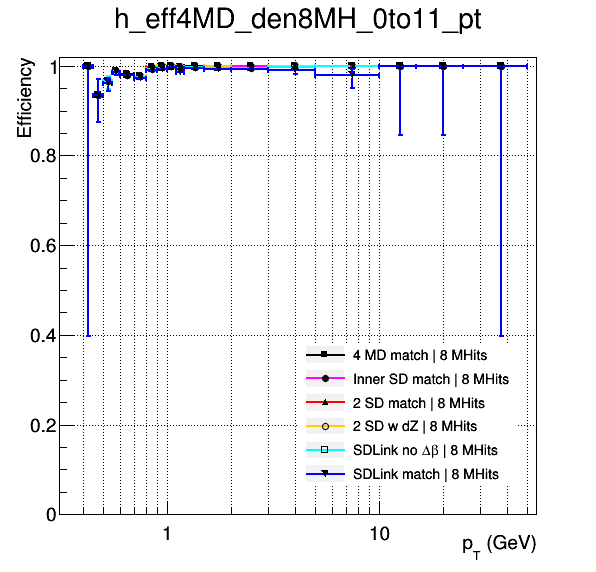 h_eff4MD_den8MH_0to11_pt
Efficiency
1
0.8
0.6
0.4
0.2
0
4 MD match | 8 MHits
Inner SD match | 8 MHits
2 SD match | 8 MHits
2 SD w dZ | 8 MHits
SDLink no Δβ | 8 MHits
SDLink match | 8 MHits
1 10
p_T (GeV)